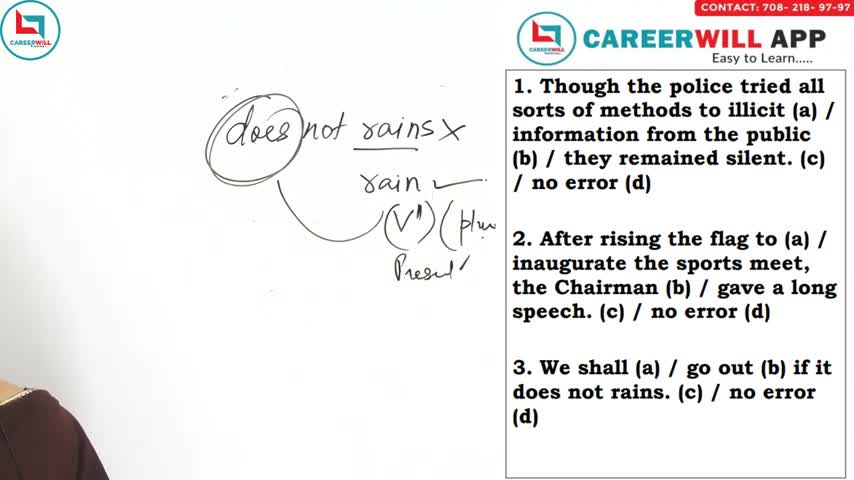 CONTACT: 708- 218- 97-97
CAREERWILL
CAREERWILL
CAREERWILL APP
Easy to Learn.....
does not rains x
rain
(V¹) (plu
Present
1. Though the police tried all
sorts of methods to illicit (a) /
information from the public
(b) / they remained silent. (c)
/ no error (d)
2. After rising the flag to (a) /
inaugurate the sports meet,
the Chairman (b) / gave a long
speech. (c) / no error (d)
3. We shall (a) / go out (b) if it
does not rains. (c) / no error
(d)